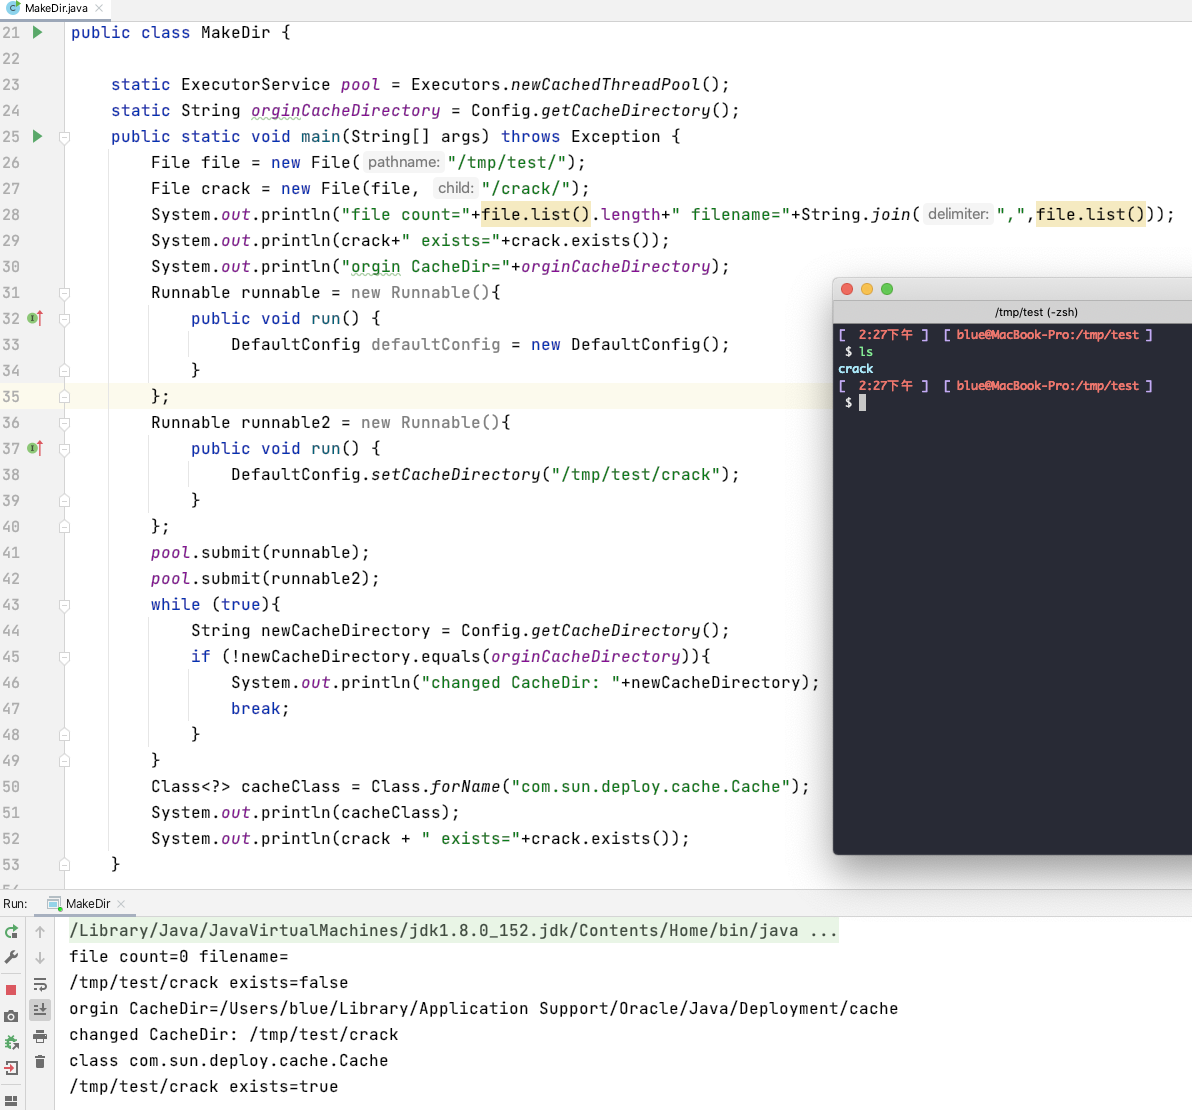 MakeDir.java
21 public class MakeDir {
22
23 static ExecutorService pool = Executors.newCachedThreadPool();
24 static String orginCacheDirectory = Config.getCacheDirectory();
25 public static void main(String[] args) throws Exception {
26 File file = new File( pathname: "/tmp/test/");
27 File crack = new File(file, child: "/crack/");
28 System.out.println("file count="+file.list().length+" filename="+String.join( delimiter: ",",file.list()));
29 System.out.println(crack+" exists="+crack.exists());
30 System.out.println("orgin CacheDir="+orginCacheDirectory);
31 Runnable runnable = new Runnable(){
32 public void run() {
33 DefaultConfig defaultConfig = new DefaultConfig();
34 }
35 };
36 Runnable runnable2 = new Runnable(){
37 public void run() {
38 DefaultConfig.setCacheDirectory("/tmp/test/crack");
39 }
40 };
41 pool.submit(runnable);
42 pool.submit(runnable2);
43 while (true){
44 String newCacheDirectory = Config.getCacheDirectory();
45 if (!newCacheDirectory.equals(orginCacheDirectory)){
46 System.out.println("changed CacheDir: "+newCacheDirectory);
47 break;
48 }
49 }
50 Class<?> cacheClass = Class.forName("com.sun.deploy.cache.Cache");
51 System.out.println(cacheClass);
52 System.out.println(crack + " exists="+crack.exists());
53 }
/tmp/test (-zsh)
[ 2:27下午 ] [ blue@MacBook-Pro:/tmp/test ]
$ ls
crack
[ 2:27下午 ] [ blue@MacBook-Pro:/tmp/test ]
$
Run: MakeDir
/Library/Java/JavaVirtualMachines/jdk1.8.0_152.jdk/Contents/Home/bin/java ...
file count=0 filename=
/tmp/test/crack exists=false
orgin CacheDir=/Users/blue/Library/Application Support/Oracle/Java/Deployment/cache
changed CacheDir: /tmp/test/crack
class com.sun.deploy.cache.Cache
/tmp/test/crack exists=true